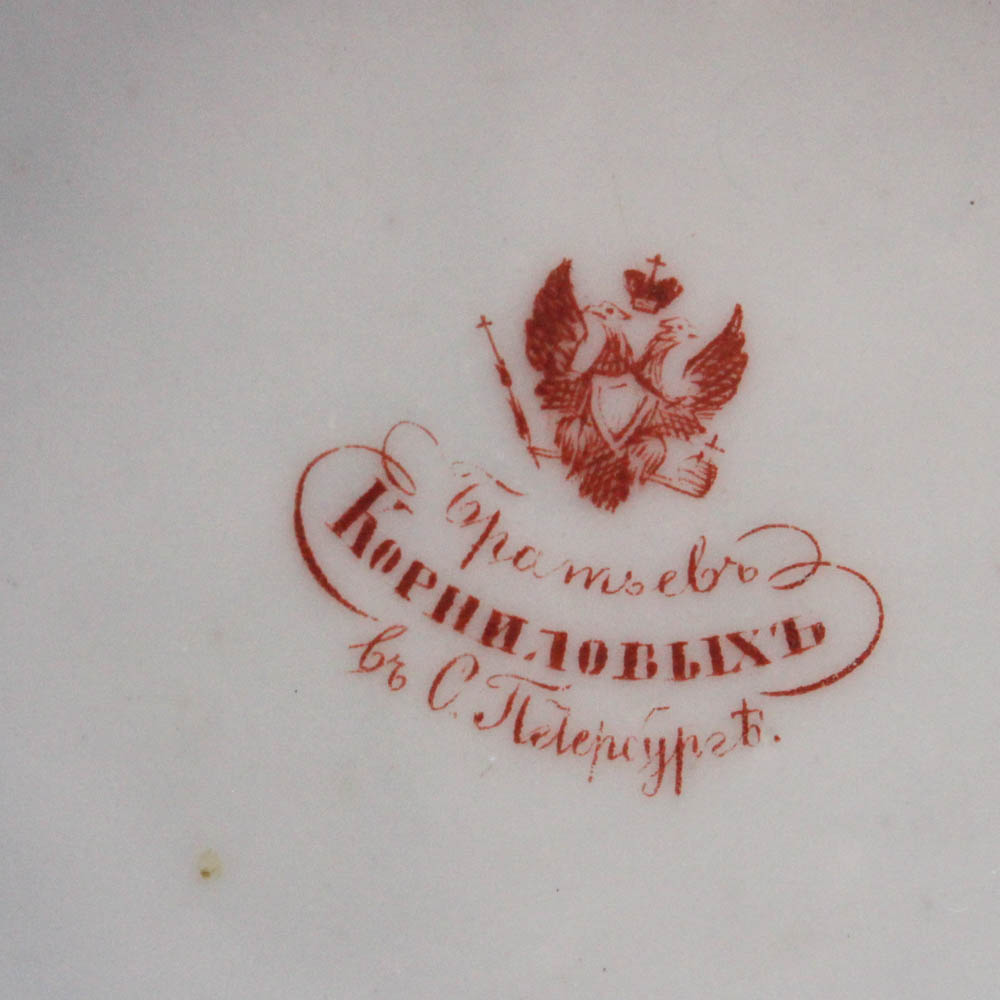 Братьевъ
Корниловыхъ
въ С. Петербургѣ.